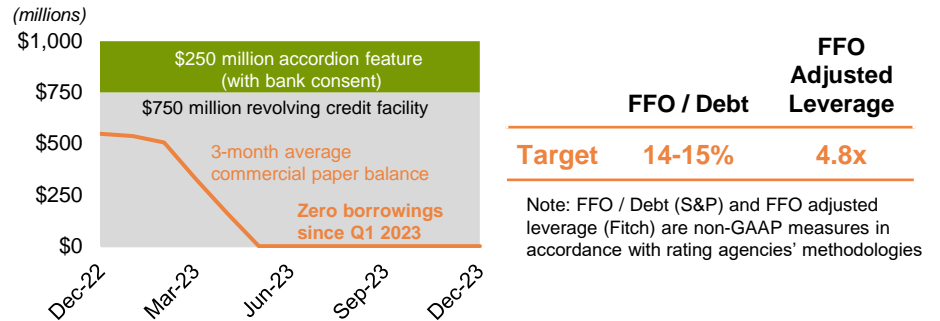 (millions)
$1,000
$750
$500
$250
$0
$250 million accordion feature
(with bank consent)
$750 million revolving credit facility
3-month average
commercial paper balance
Zero borrowings
since Q1 2023
Dec-22
Mar-23
Jun-23
Sep-23
Dec-23
FFO / Debt
FFO
Adjusted
Leverage
Target 14-15% 4.8x
Note: FFO / Debt (S&P) and FFO adjusted
leverage (Fitch) are non-GAAP measures in
accordance with rating agencies’ methodologies